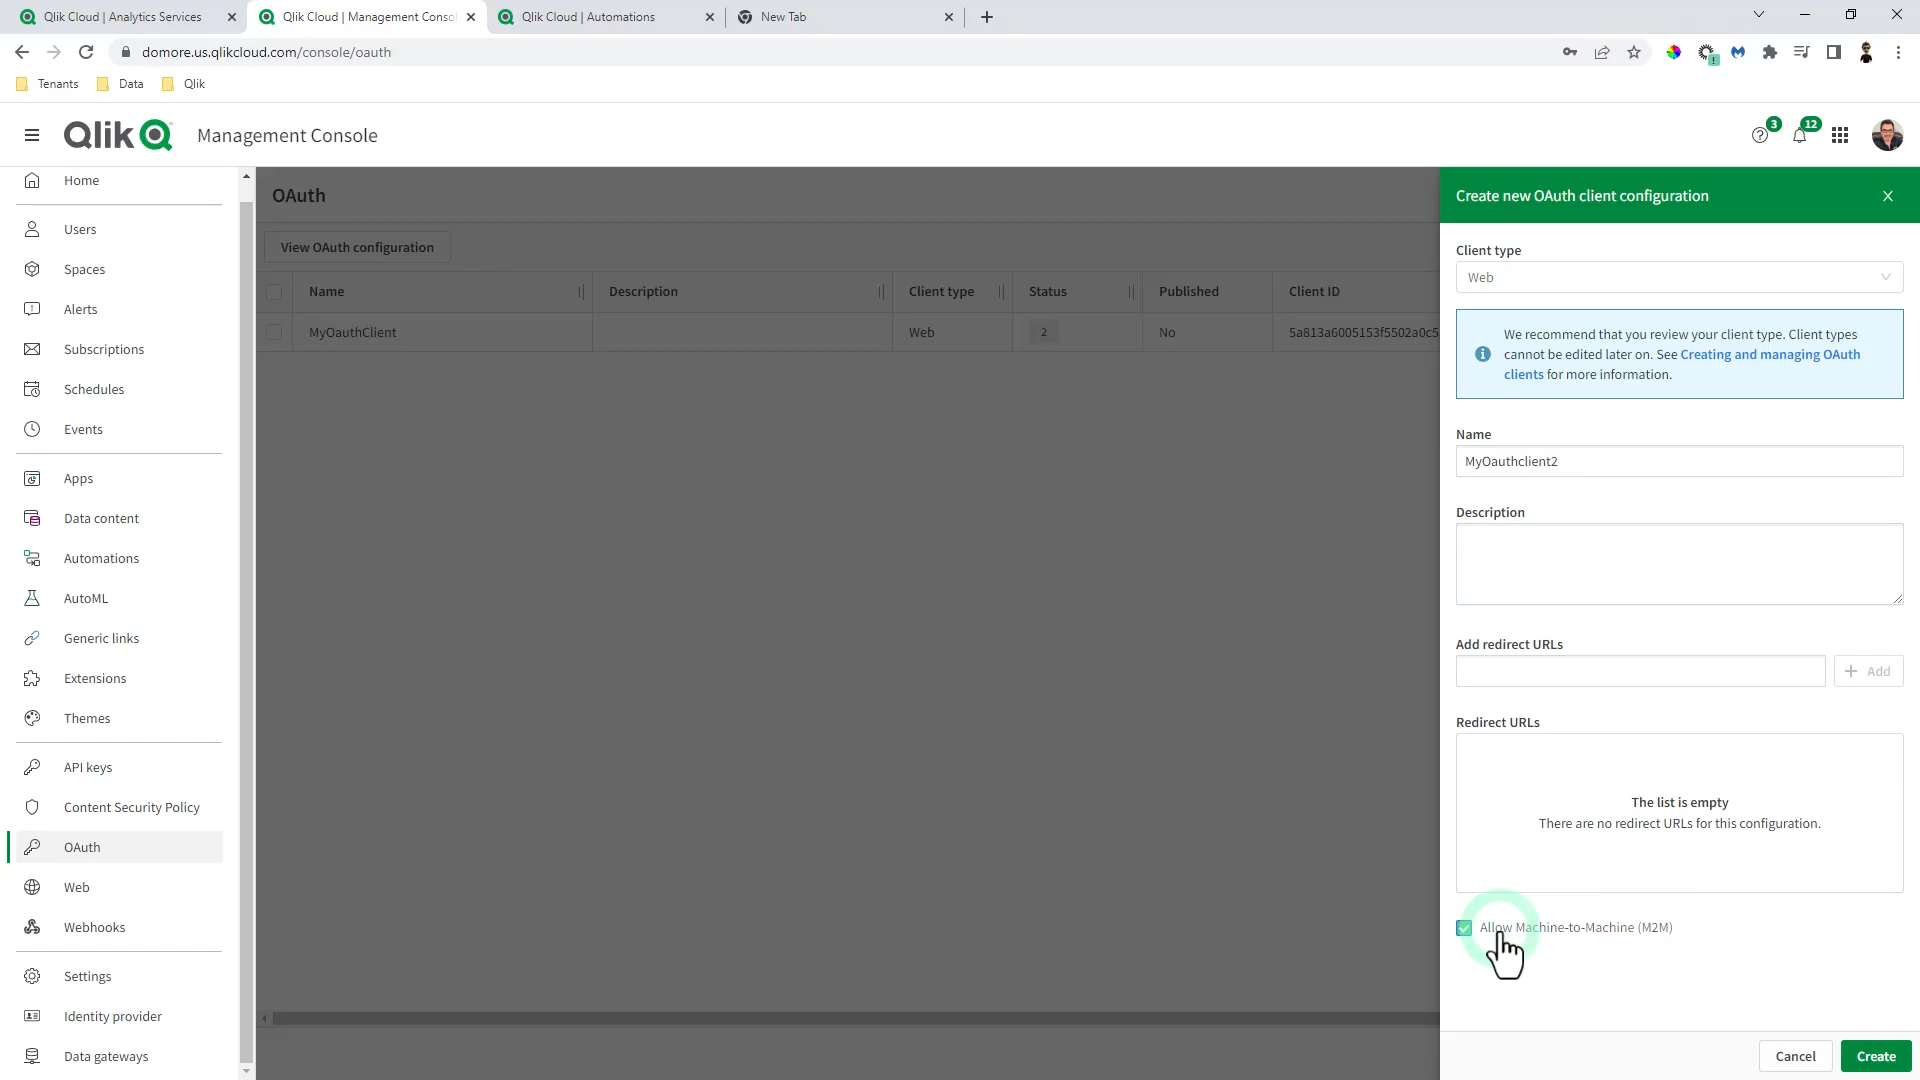 Qlik Cloud | Analytics Services
Qlik Cloud | Management Consol
Qlik Cloud | Automations
New Tab
domore.us.qlikcloud.com/console/oauth
Tenants
Data
Qlik
Qlik
Management Console
3
12
Home
Users
Spaces
Alerts
Subscriptions
Schedules
Events
Apps
Data content
Automations
AutoML
Generic links
Extensions
Themes
API keys
Content Security Policy
OAuth
Web
Webhooks
Settings
Identity provider
Data gateways
OAuth
View OAuth configuration
Name Description Client type Status Published Client ID
MyOauthClient Web 2 No 5a813a6005153f5502a0c5
Create new OAuth client configuration
Client type
Web
We recommend that you review your client type. Client types
cannot be edited later on. See Creating and managing OAuth
clients for more information.
Name
MyOauthclient2
Description
Add redirect URLs
Add
Redirect URLs
The list is empty
There are no redirect URLs for this configuration.
Allow Machine-to-Machine (M2M)
Cancel
Create